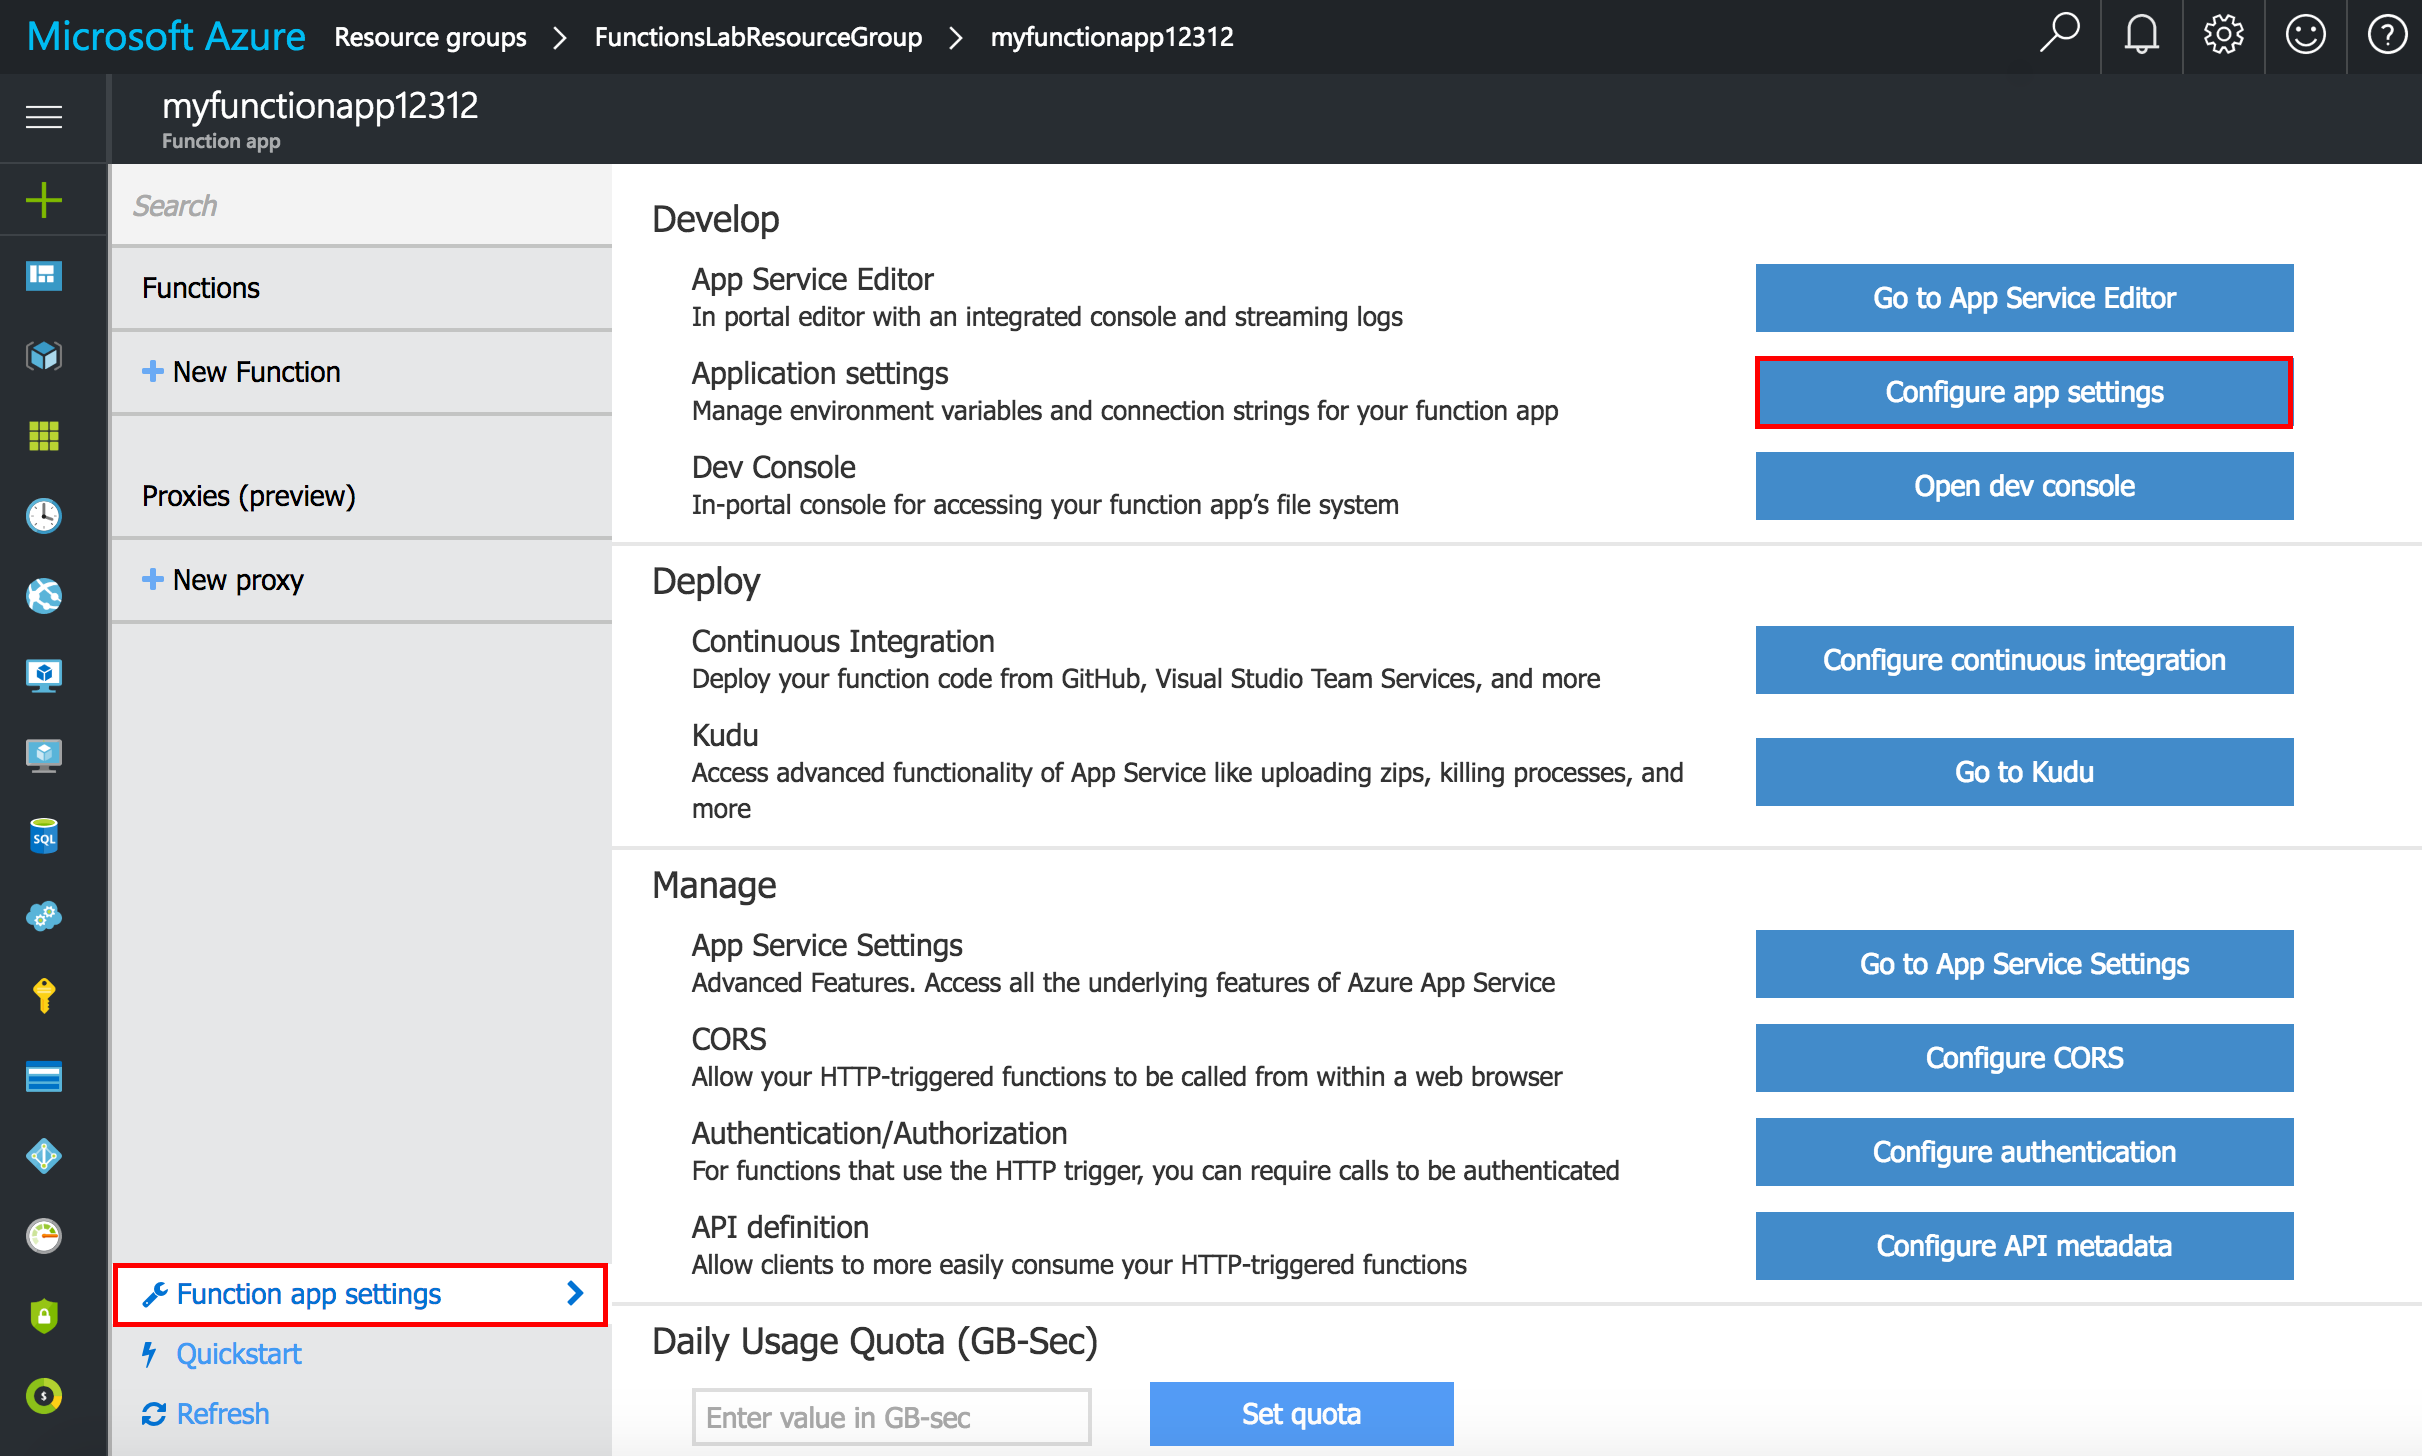 Microsoft Azure Resource groups > FunctionsLabResourceGroup > myfunctionapp12312
myfunctionapp12312
Function app
Search
Functions
New Function
Proxies (preview)
New proxy
Function app settings
Quickstart
Refresh
Develop
App Service Editor
In portal editor with an integrated console and streaming logs
Go to App Service Editor
Application settings
Manage environment variables and connection strings for your function app
Configure app settings
Dev Console
In-portal console for accessing your function app’s file system
Open dev console
Deploy
Continuous Integration
Deploy your function code from GitHub, Visual Studio Team Services, and more
Configure continuous integration
Kudu
Access advanced functionality of App Service like uploading zips, killing processes, and
more
Go to Kudu
Manage
App Service Settings
Advanced Features. Access all the underlying features of Azure App Service
Go to App Service Settings
CORS
Allow your HTTP-triggered functions to be called from within a web browser
Configure CORS
Authentication/Authorization
For functions that use the HTTP trigger, you can require calls to be authenticated
Configure authentication
API definition
Allow clients to more easily consume your HTTP-triggered functions
Configure API metadata
Daily Usage Quota (GB-Sec)
Enter value in GB-sec
Set quota
SQL